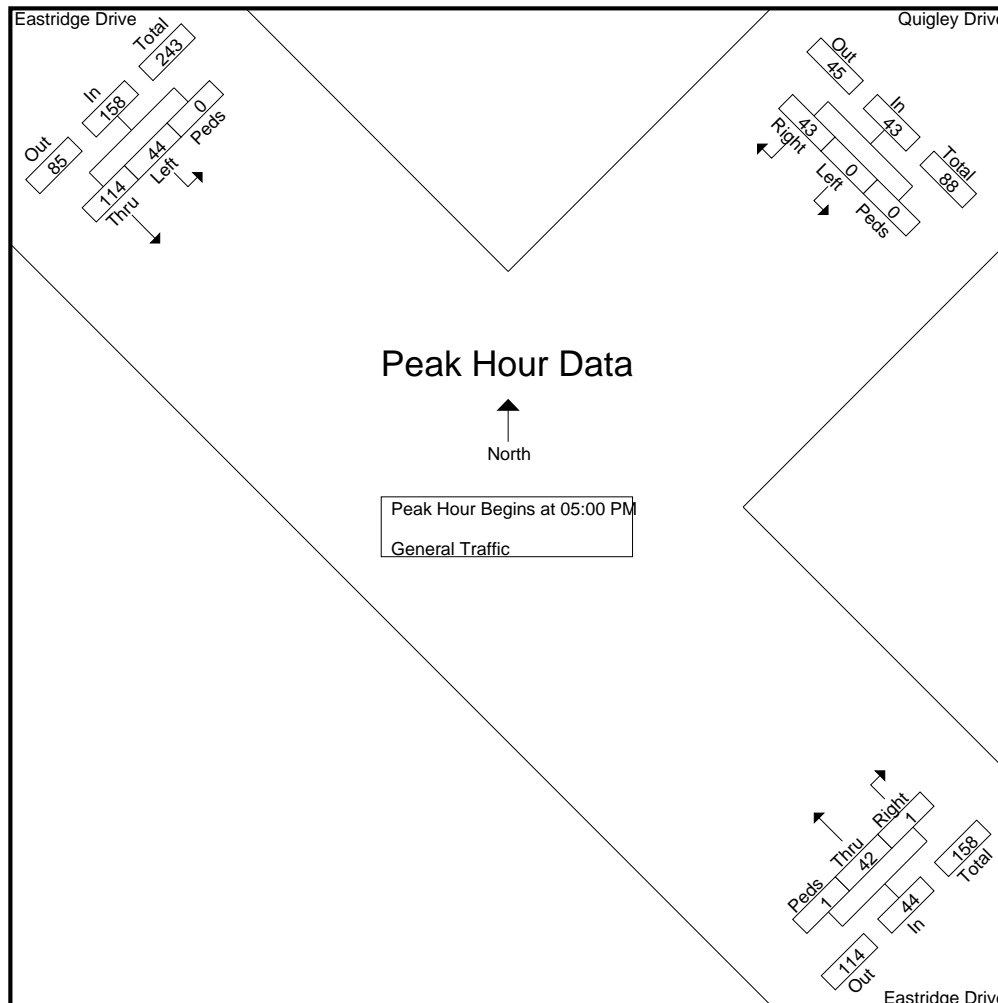 Eastridge Drive
Total
243
In
158
Out
85
0
Peds
44
Left
114
Thru
Quigley Drive
Out
45
In
43
Total
88
43
Right
0
Left
0
Peds
Peak Hour Data
North
Peak Hour Begins at 05:00 PM
General Traffic
Right
1
Thru
42
Peds
1
158
Total
44
In
114
Out
Eastridge Drive